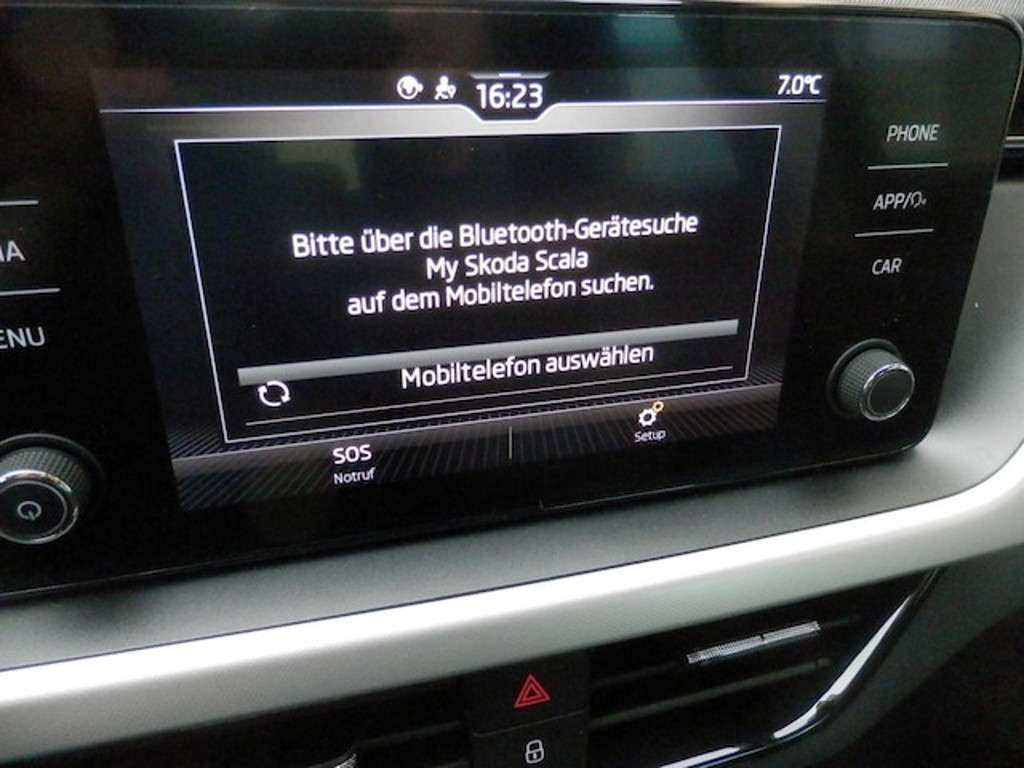 16:23
7.0°C
PHONE
APP/
CAR
ENU
Bitte über die Bluetooth-Gerätesuche
My Skoda Scala
auf dem Mobiltelefon suchen.
Mobiltelefon auswählen
SOS
Notruf
Setup